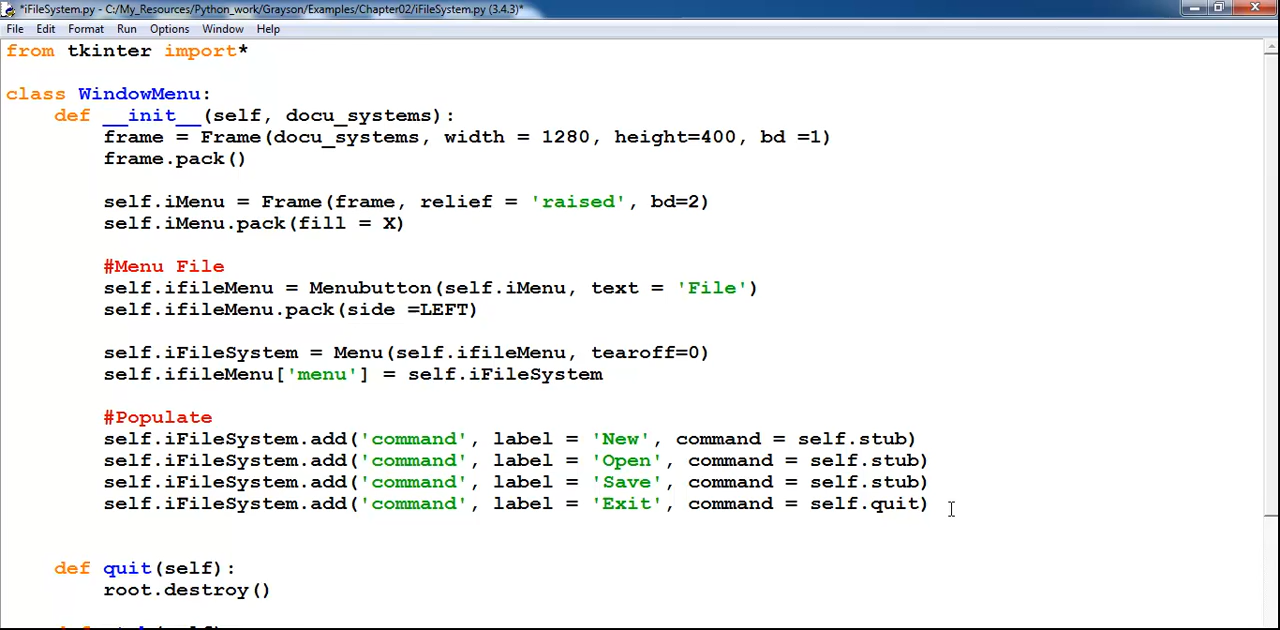 *iFileSystem.py - C:/My_Resources/Python_work/Grayson/Examples/Chapter02/iFileSystem.py (3.4.3)*
File Edit Format Run Options Window Help
from tkinter import*
class WindowMenu:
    def __init__(self, docu_systems):
        frame = Frame(docu_systems, width = 1280, height=400, bd =1)
        frame.pack()
        self.iMenu = Frame(frame, relief = 'raised', bd=2)
        self.iMenu.pack(fill = X)
        #Menu File
        self.ifileMenu = Menubutton(self.iMenu, text = 'File')
        self.ifileMenu.pack(side =LEFT)
        self.iFileSystem = Menu(self.ifileMenu, tearoff=0)
        self.ifileMenu['menu'] = self.iFileSystem
        #Populate
        self.iFileSystem.add('command', label = 'New', command = self.stub)
        self.iFileSystem.add('command', label = 'Open', command = self.stub)
        self.iFileSystem.add('command', label = 'Save', command = self.stub)
        self.iFileSystem.add('command', label = 'Exit', command = self.quit)
    def quit(self):
        root.destroy()